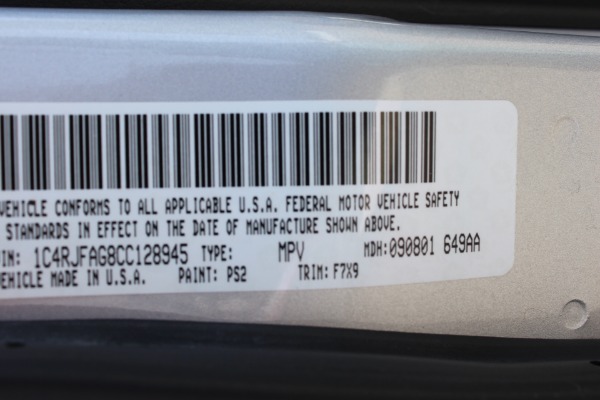 VEHICLE CONFORMS TO ALL APPLICABLE U.S.A. FEDERAL MOTOR VEHICLE SAFETY
STANDARDS IN EFFECT ON THE DATE OF MANUFACTURE SHOWN ABOVE.
IN: 1C4RJFAG8CC128945 TYPE: MPV MDH:090801 649AA
EHICLE MADE IN U.S.A. PAINT: PS2 TRIM: F7X9